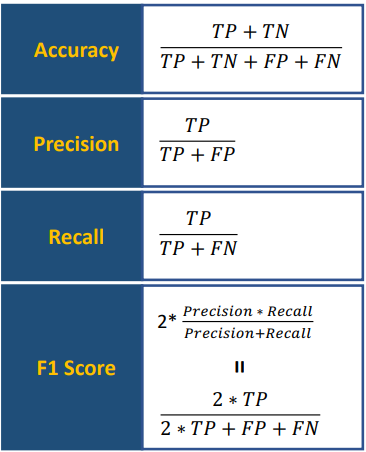 Accuracy
TP + TN
TP + TN + FP + FN
Precision
TP
TP + FP
Recall
TP
TP + FN
F1 Score
2* Precision * Recall
Precision+Recall
=
2 * TP
2 * TP + FP + FN